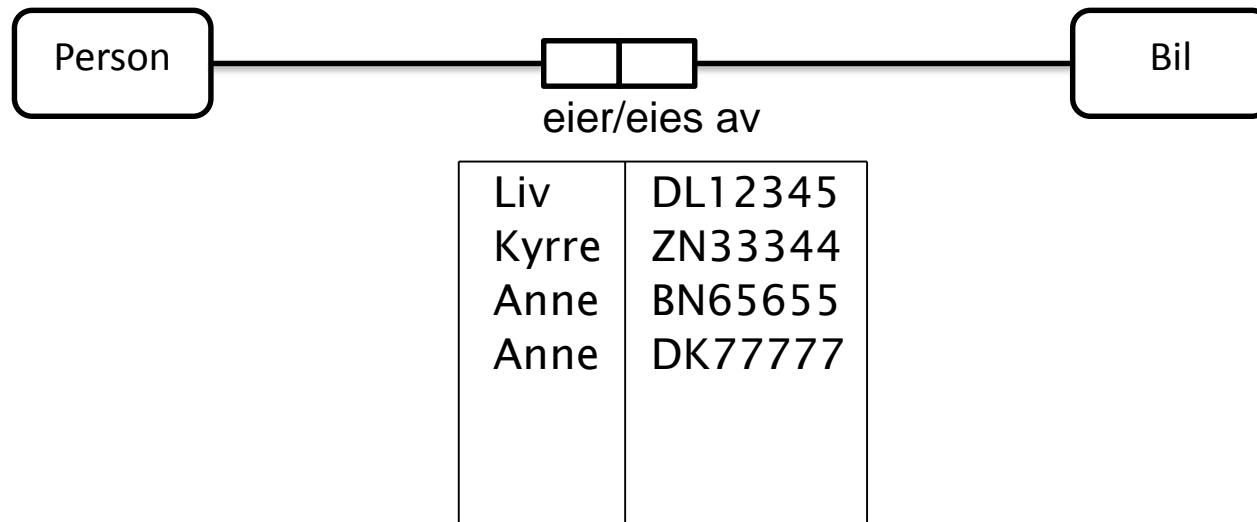 Person Bil
eier/eies av
Liv DL12345
Kyrre ZN33344
Anne BN65655
Anne DK77777